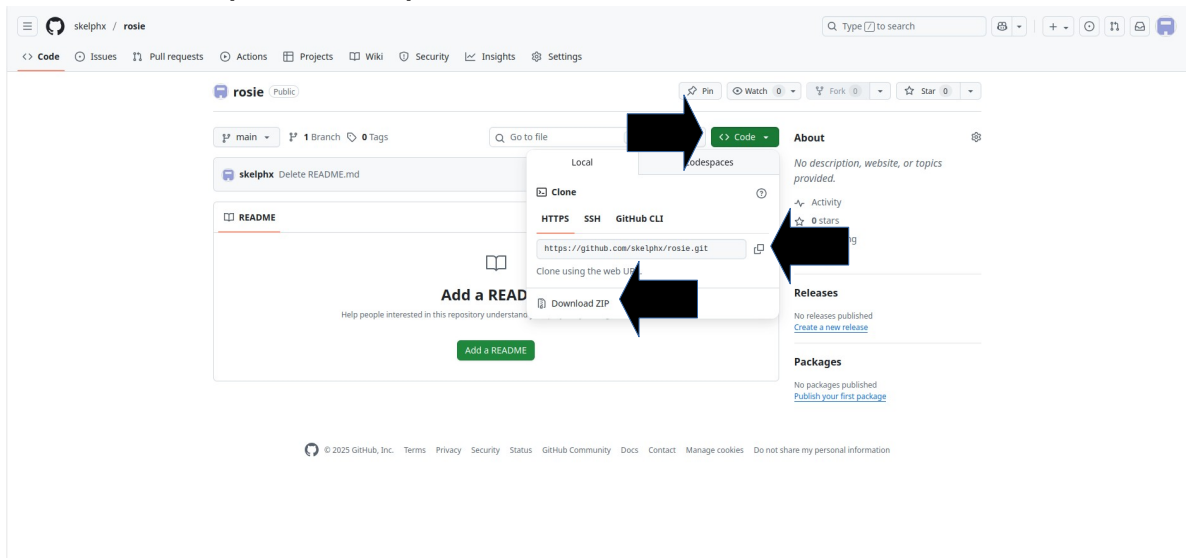 skelphx / rosie
Type / to search
Code Issues Pull requests Actions Projects Wiki Security Insights Settings
rosie Public
Pin Watch 0 Fork 0 Star 0
main 1 Branch 0 Tags
Go to file
Code
About
No description, website, or topics
provided.
skelphx Delete README.md
Local
Clone
HTTPS SSH GitHub CLI
https://github.com/skelphx/rosie.git
Clone using the web
Download ZIP
Activity
0 stars
README
Add a
Help people interested in this repository understand
Add a README
Releases
No releases published
Create a new release
Packages
No packages published
Publish your first package
© 2025 GitHub, Inc. Terms Privacy Security Status GitHub Community Docs Contact Manage cookies Do not share my personal information